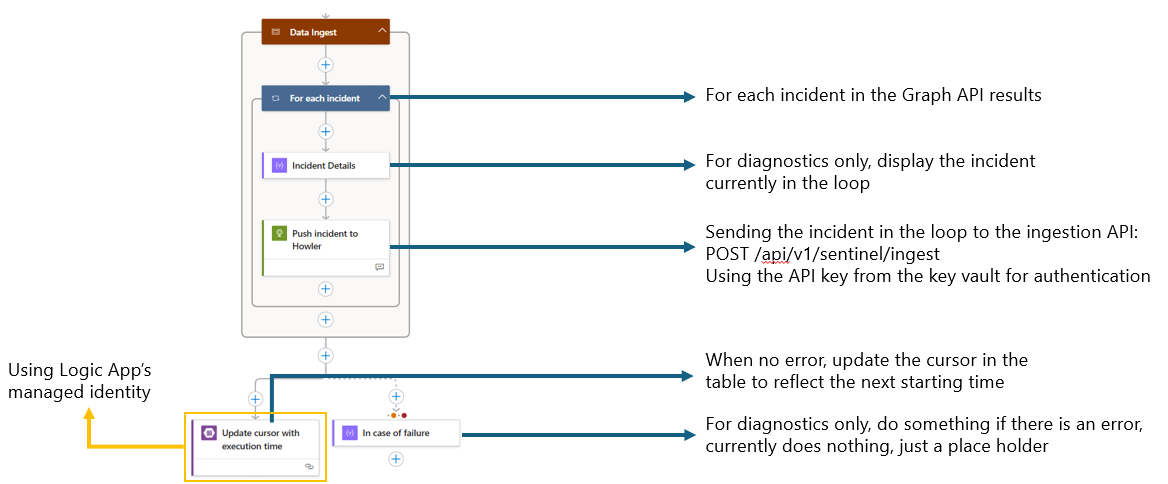 Data Ingest
For each incident
For each incident in the Graph API results
Incident Details
For diagnostics only, display the incident
currently in the loop
Push incident to
Howler
Sending the incident in the loop to the ingestion API:
POST /api/v1/sentinel/ingest
Using the API key from the key vault for authentication
Using Logic App’s
managed identity
When no error, update the cursor in the
table to reflect the next starting time
Update cursor with
execution time
In case of failure
For diagnostics only, do something if there is an error,
currently does nothing, just a place holder